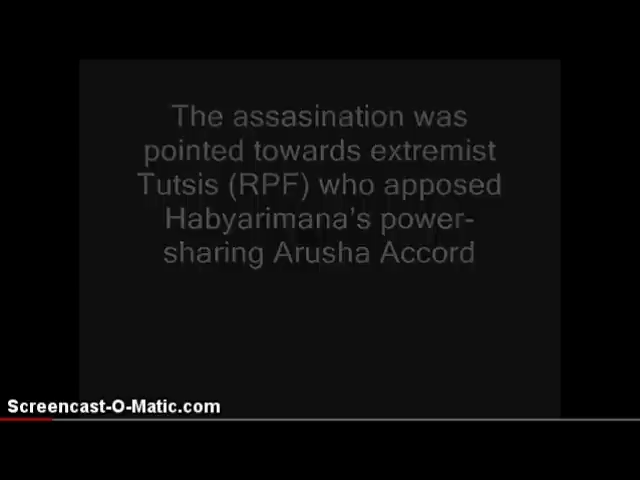 The assasination was
pointed towards extremist
Tutsis (RPF) who apposed
Habyarimana's power-
sharing Arusha Accord
Screencast-O-Matic.com